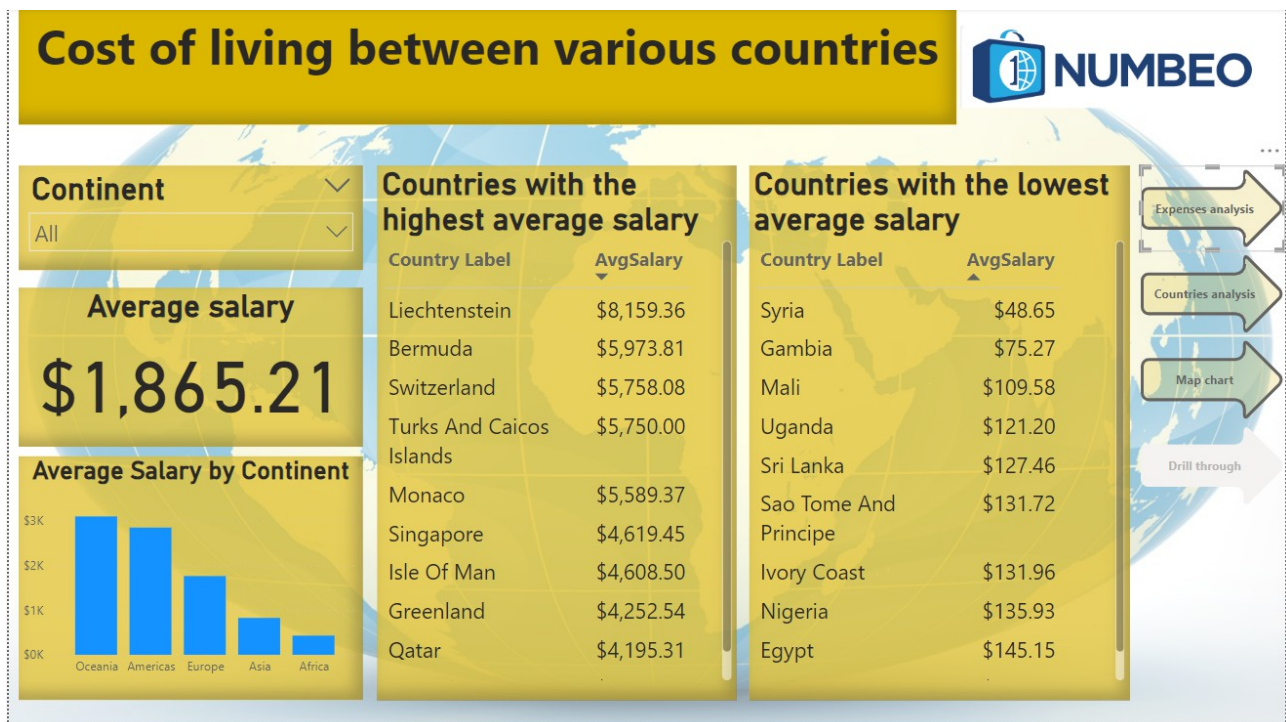 Cost of living between various countries
NUMBEO
Continent
All
Average salary
$1,865.21
Average Salary by Continent
$3K
$2K
$1K
$0K
Oceania Americas Europe Asia Africa
Countries with the
highest average salary
Country Label AvgSalary
Liechtenstein $8,159.36
Bermuda $5,973.81
Switzerland $5,758.08
Turks And Caicos $5,750.00
Islands
Monaco $5,589.37
Singapore $4,619.45
Isle Of Man $4,608.50
Greenland $4,252.54
Qatar $4,195.31
Countries with the lowest
average salary
Country Label AvgSalary
Syria $48.65
Gambia $75.27
Mali $109.58
Uganda $121.20
Sri Lanka $127.46
Sao Tome And $131.72
Principe
Ivory Coast $131.96
Nigeria $135.93
Egypt $145.15
Expenses analysis
Countries analysis
Map chart
Drill through